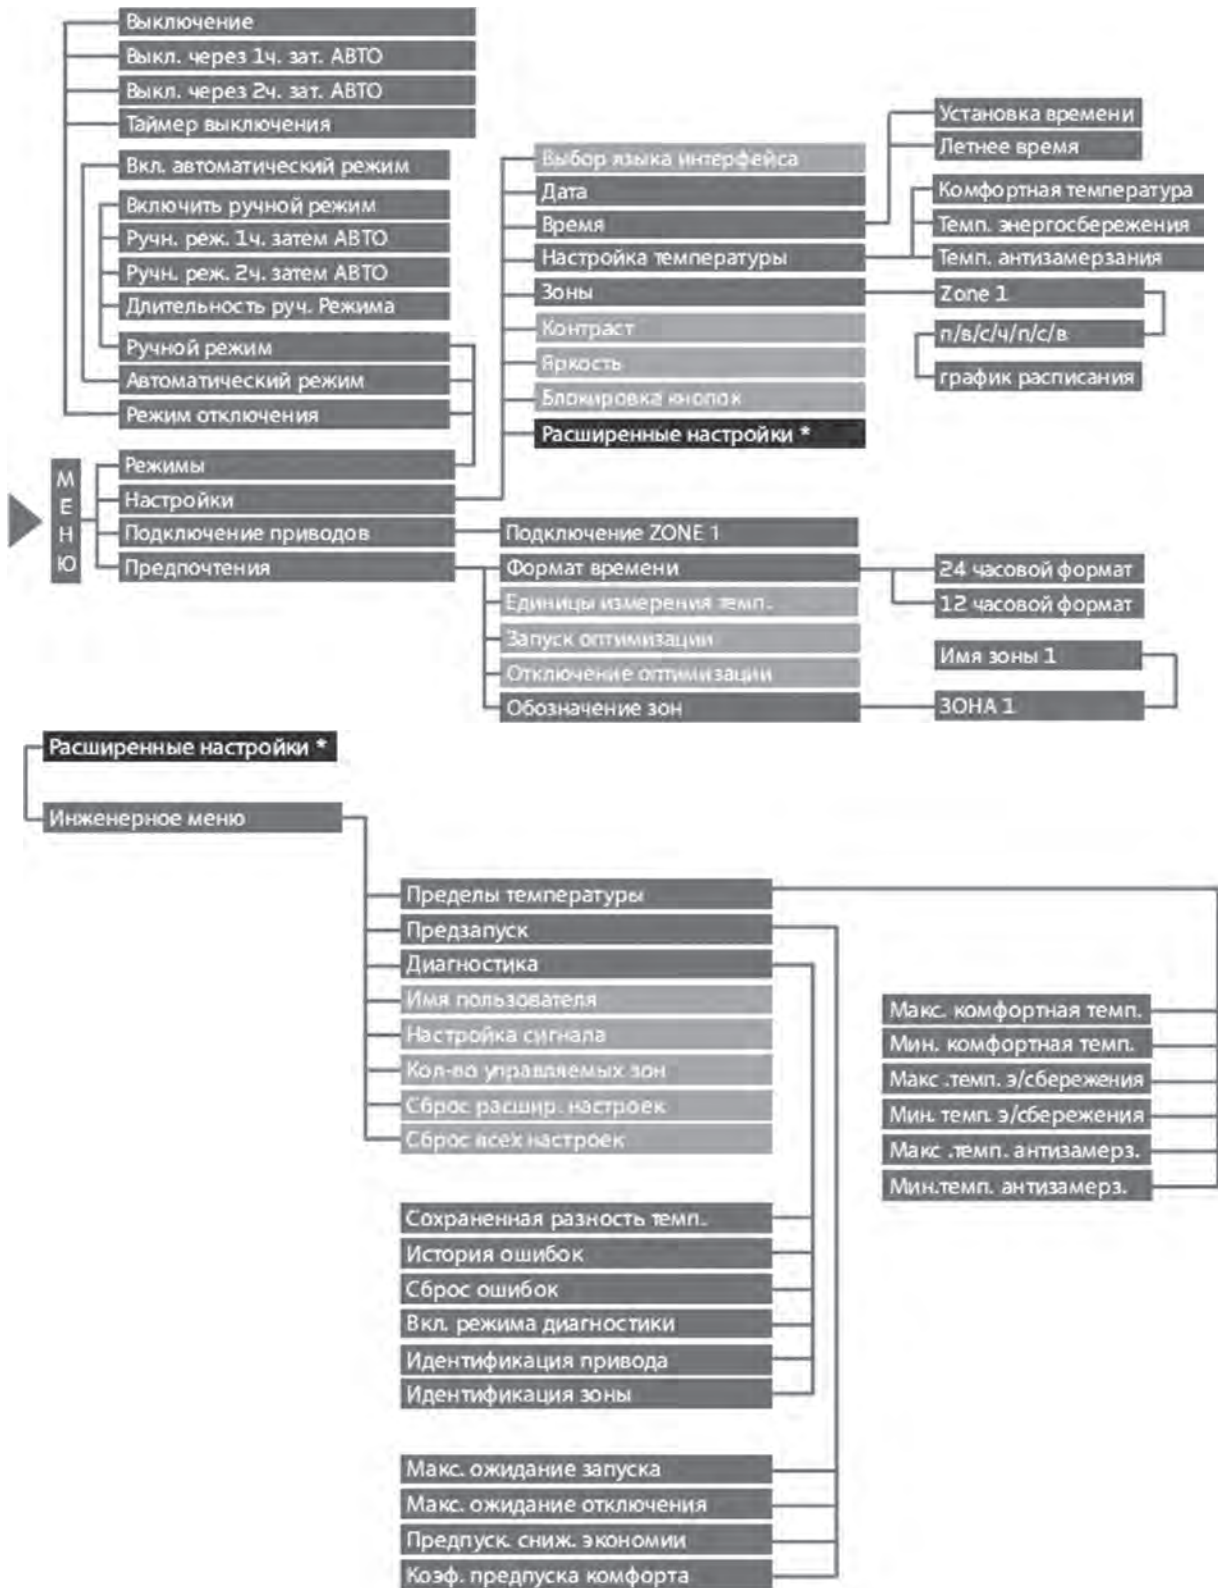 Выключение
Выкл. через 1ч. зат. АВТО
Выкл. через 2ч. зат. АВТО
Таймер выключения
Вкл. автоматический режим
Включить ручной режим
Ручн. реж. 1ч. затем АВТО
Ручн. реж. 2ч. затем АВТО
Длительность руч. Режима
Ручной режим
Автоматический режим
Режим отключения
МЕНЮ
Режимы
Настройки
Подключение приводов
Предпочтения
Выбор языка интерфейса
Дата
Время
Настройка температуры
Зоны
Контраст
Яркость
Блокировка кнопок
Расширенные настройки *
Установка времени
Летнее время
Комфортная температура
Темп. энергосбережения
Темп. антизамерзания
Zone 1
п/в/с/ч/п/с/в
график расписания
Подключение ZONE 1
Формат времени
Единицы измерения темп.
Запуск оптимизации
Отключение оптимизации
Обозначение зон
24 часовой формат
12 часовой формат
Имя зоны 1
ЗОНА 1
Расширенные настройки *
Инженерное меню
Пределы температуры
Предзапуск
Диагностика
Имя пользователя
Настройка сигнала
Кол-во управляемых зон
Сброс расшир. настроек
Сброс всех настроек
Макс. комфортная темп.
Мин. комфортная темп.
Макс .темп. э/сбережения
Мин. темп. э/сбережения
Макс .темп. антизамерз.
Мин.темп. антизамерз.
Сохраненная разность темп.
История ошибок
Сброс ошибок
Вкл. режима диагностики
Идентификация привода
Идентификация зоны
Макс. ожидание запуска
Макс. ожидание отключения
Предпуск. сниж. экономии
Коэф. предпуска комфорта